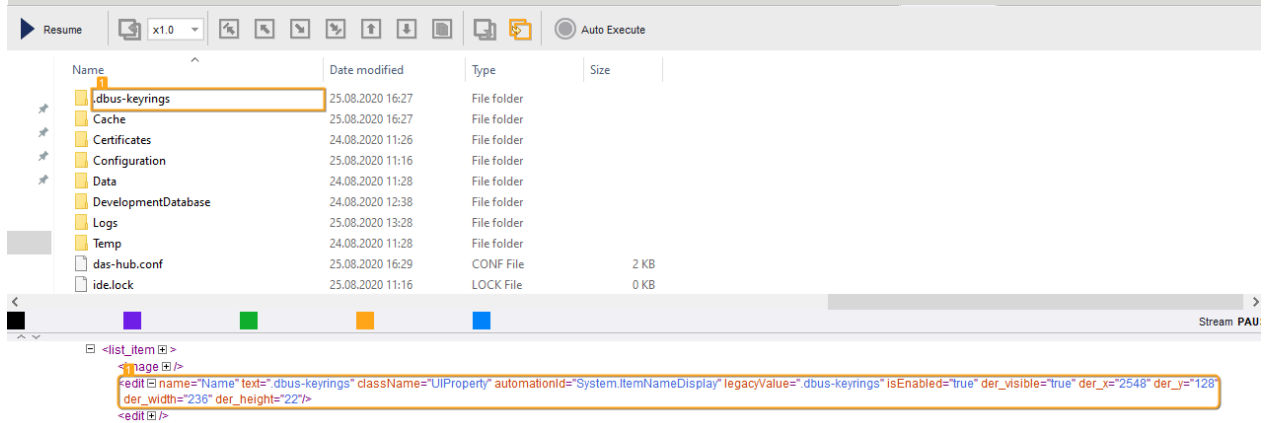 Resume x1.0 Auto Execute
Name Date modified Type Size
1
.dbus-keyrings 25.08.2020 16:27 File folder
Cache 25.08.2020 16:27 File folder
Certificates 24.08.2020 11:26 File folder
Configuration 25.08.2020 11:16 File folder
Data 24.08.2020 11:28 File folder
DevelopmentDatabase 24.08.2020 12:38 File folder
Logs 25.08.2020 13:28 File folder
Temp 24.08.2020 11:28 File folder
das-hub.conf 25.08.2020 16:29 CONF File 2 KB
ide.lock 25.08.2020 11:16 LOCK File 0 KB
Stream PAU
<list_item >
1
<image />
<edit name="Name" text=".dbus-keyrings" className="UIProperty" automationId="System.ItemNameDisplay" legacyValue=".dbus-keyrings" isEnabled="true" der_visible="true" der_x="2548" der_y="128"
der_width="236" der_height="22"/>
<edit />